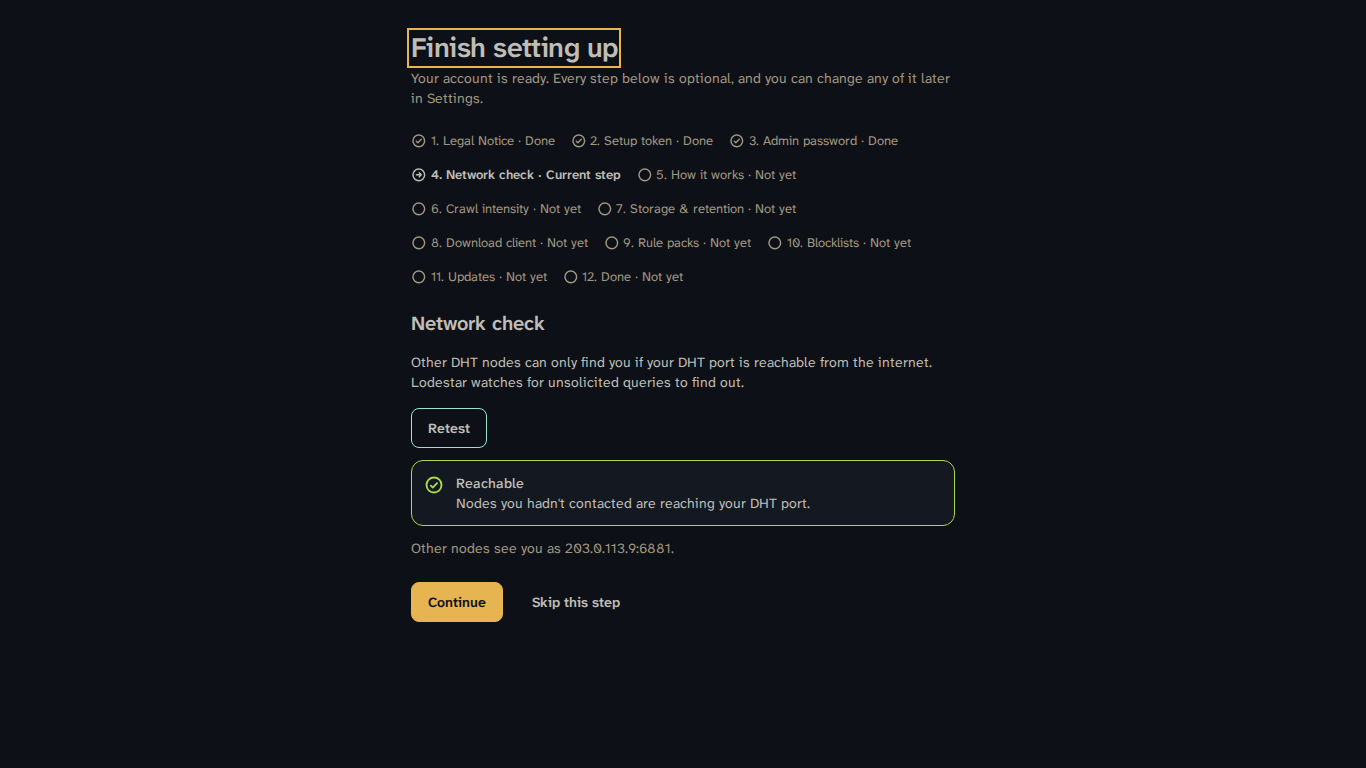 Finish setting up
Your account is ready. Every step below is optional, and you can change any of it later
in Settings.
1. Legal Notice · Done 2. Setup token · Done 3. Admin password · Done
4. Network check · Current step 5. How it works · Not yet
6. Crawl intensity · Not yet 7. Storage & retention · Not yet
8. Download client · Not yet 9. Rule packs · Not yet 10. Blocklists · Not yet
11. Updates · Not yet 12. Done · Not yet
Network check
Other DHT nodes can only find you if your DHT port is reachable from the internet.
Lodestar watches for unsolicited queries to find out.
Retest
Reachable
Nodes you hadn't contacted are reaching your DHT port.
Other nodes see you as 203.0.113.9:6881.
Continue Skip this step